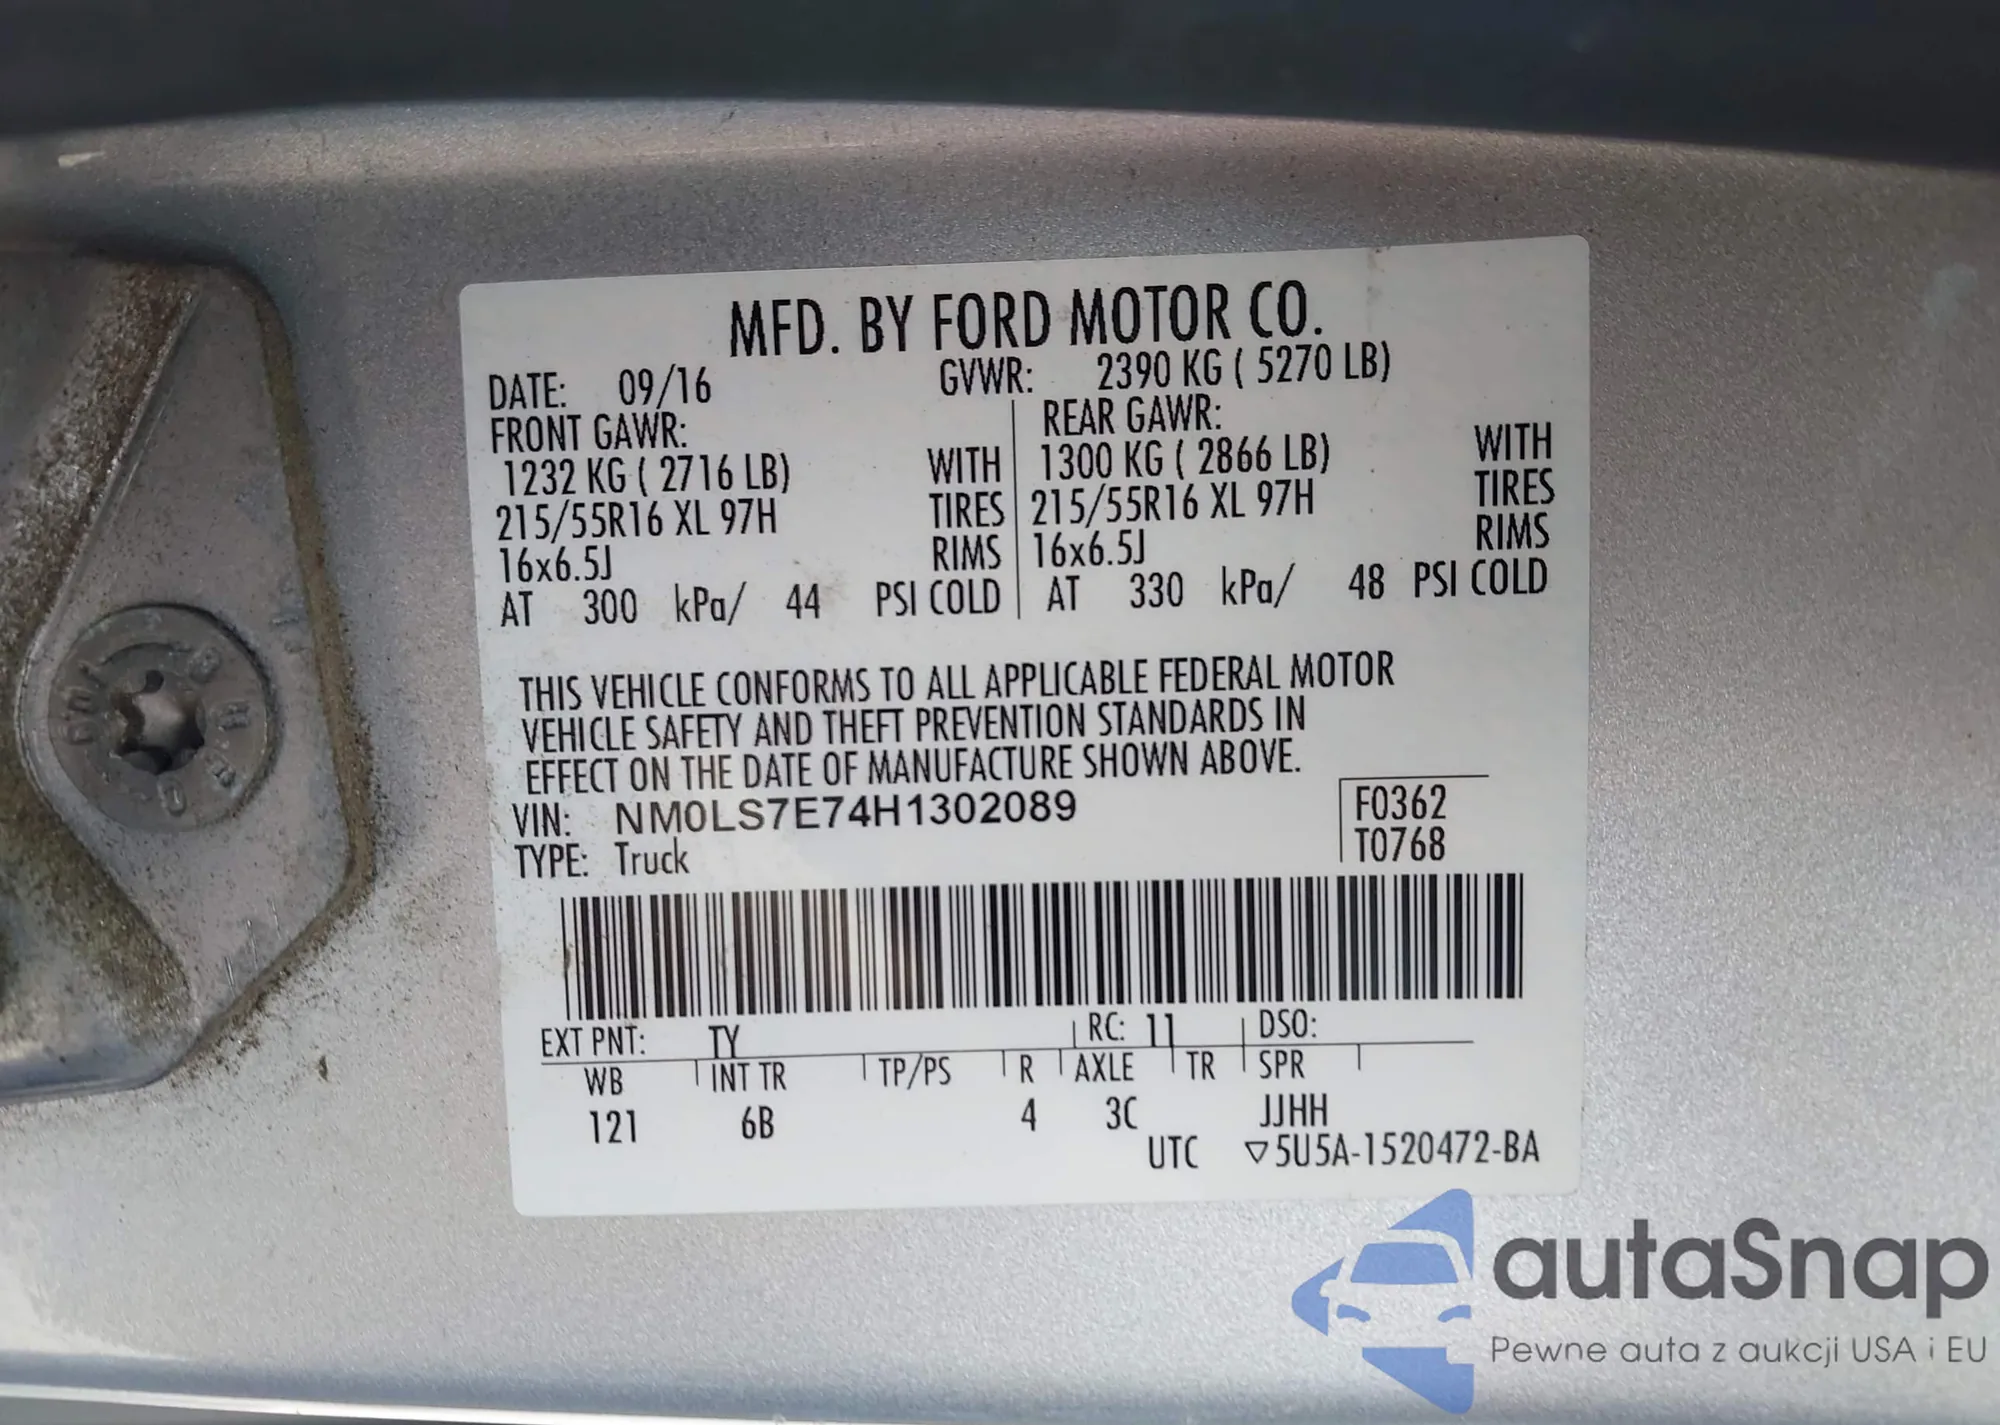 MFD. BY FORD MOTOR CO.
DATE: 09/16 GVWR: 2390 KG ( 5270 LB)
FRONT GAWR: REAR GAWR:
1232 KG ( 2716 LB) WITH 1300 KG ( 2866 LB) WITH
215/55R16 XL 97H TIRES 215/55R16 XL 97H TIRES
16x6.5J RIMS 16x6.5J RIMS
AT 300 kPa/ 44 PSI COLD AT 330 kPa/ 48 PSI COLD
THIS VEHICLE CONFORMS TO ALL APPLICABLE FEDERAL MOTOR
VEHICLE SAFETY AND THEFT PREVENTION STANDARDS IN
EFFECT ON THE DATE OF MANUFACTURE SHOWN ABOVE.
VIN: NM0LS7E74H1302089 F0362
TYPE: Truck T0768
EXT PNT: TY RC: 11 DSO:
WB INT TR TP/PS R AXLE TR SPR
121 6B 4 3C JJHH
UTC ▽5U5A-1520472-BA
autaSnap
Pewne auta z aukcji USA i EU